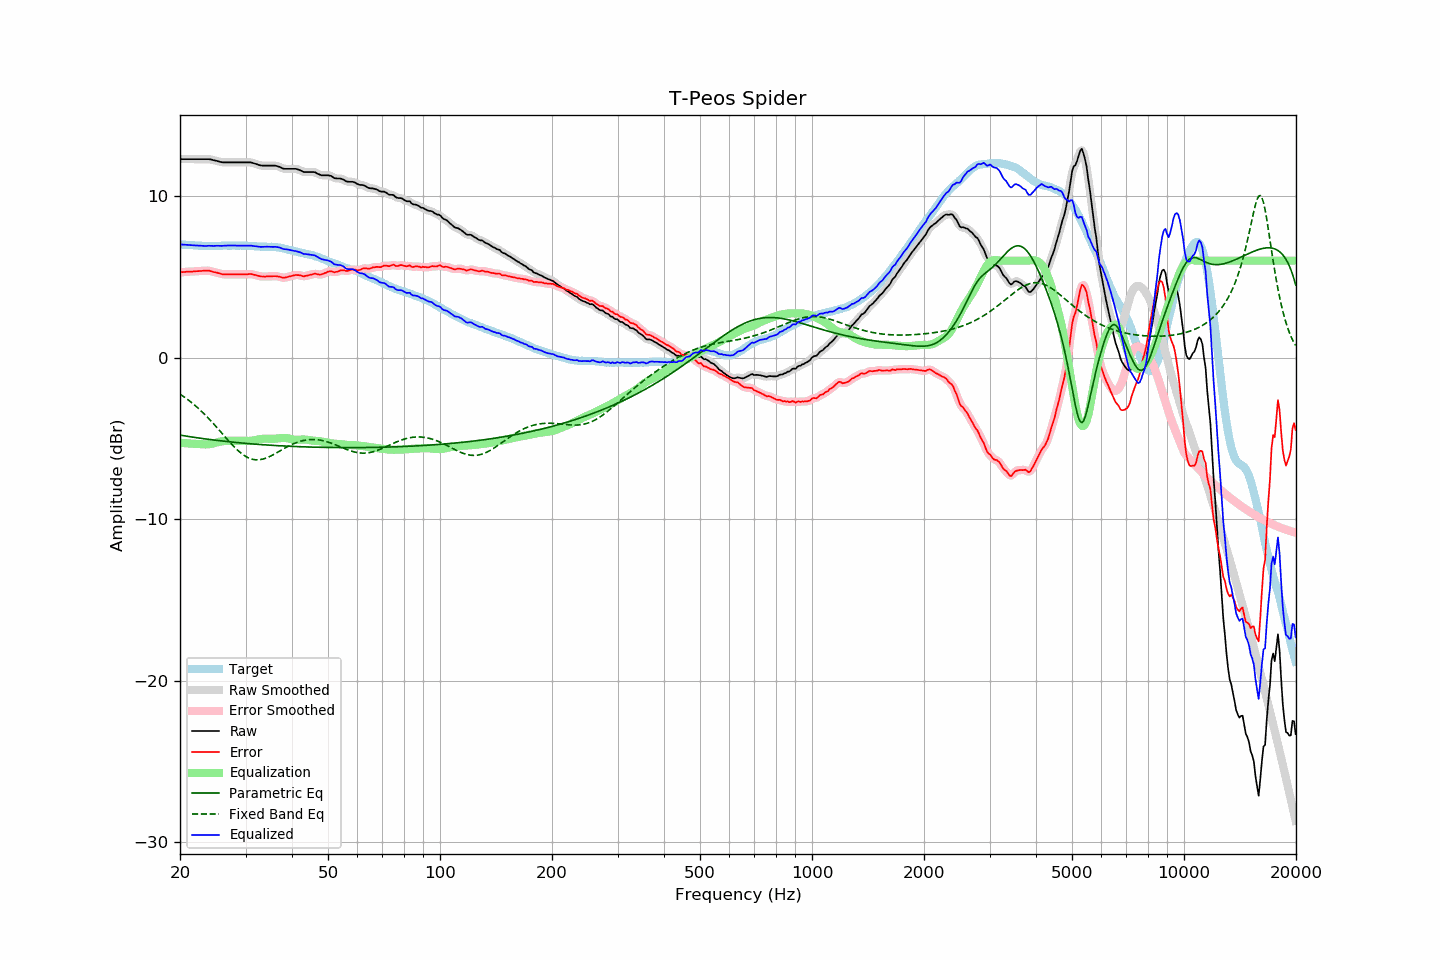 T-Peos Spider
Amplitude (dBr)
10
0
−10
−20
−30
Target
Raw Smoothed
Error Smoothed
Raw
Error
Equalization
Parametric Eq
Fixed Band Eq
Equalized
20 50 100 200 500 1000 2000 5000 10000 20000
Frequency (Hz)